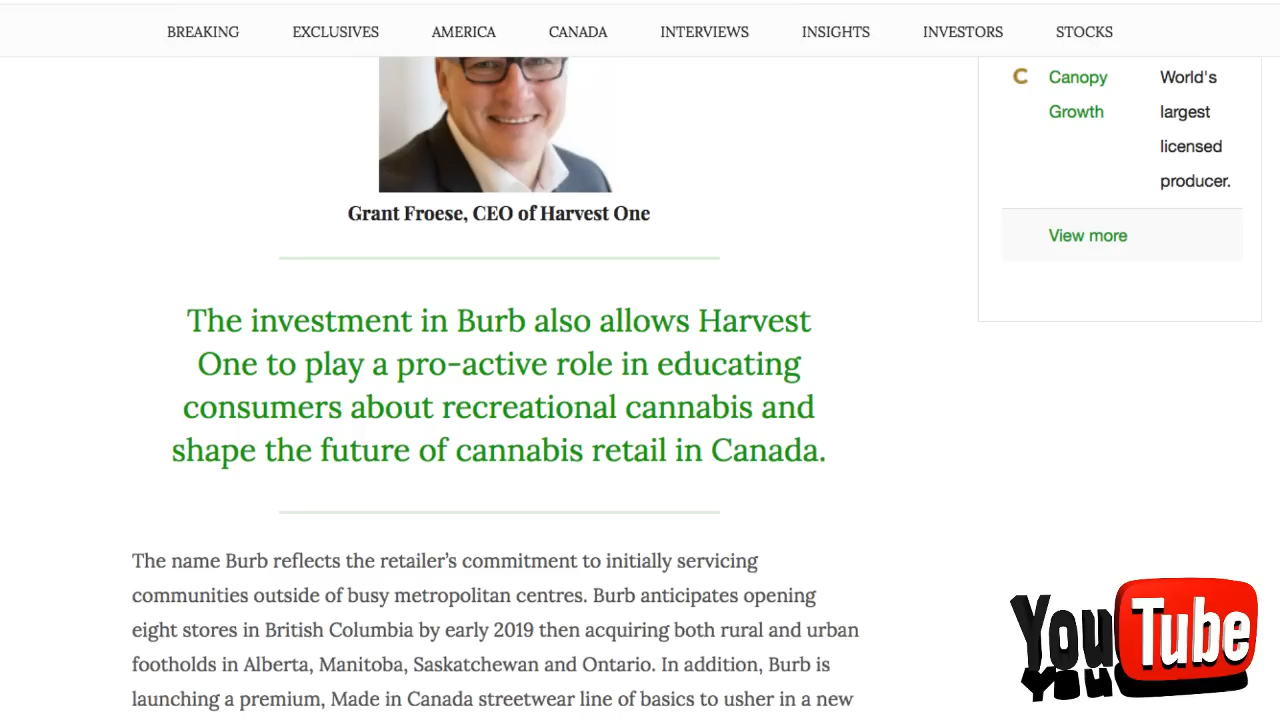 BREAKING EXCLUSIVES AMERICA CANADA INTERVIEWS INSIGHTS INVESTORS STOCKS
Grant Froese, CEO of Harvest One
The investment in Burb also allows Harvest
One to play a pro-active role in educating
consumers about recreational cannabis and
shape the future of cannabis retail in Canada.
The name Burb reflects the retailer’s commitment to initially servicing
communities outside of busy metropolitan centres. Burb anticipates opening
eight stores in British Columbia by early 2019 then acquiring both rural and urban
footholds in Alberta, Manitoba, Saskatchewan and Ontario. In addition, Burb is
launching a premium, Made in Canada streetwear line of basics to usher in a new
C Canopy World's
Growth largest
licensed
producer.
View more
YouTube